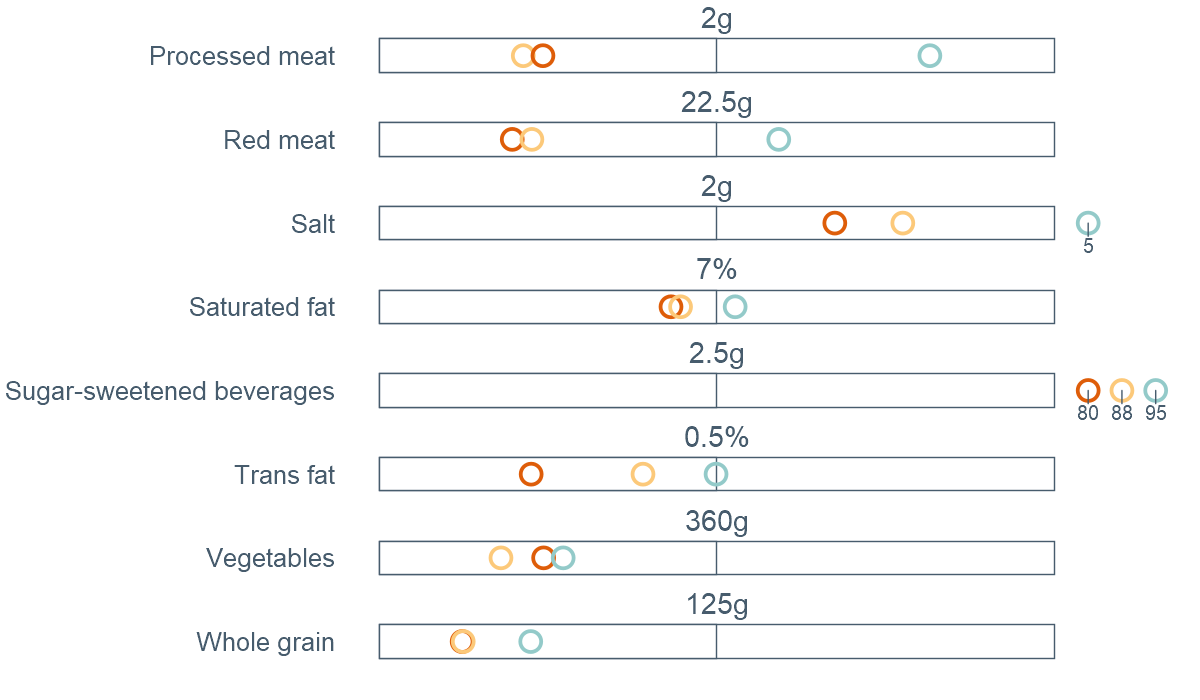 2g
Processed meat
22.5g
Red meat
2g
Salt
5
7%
Saturated fat
2.5g
Sugar-sweetened beverages
80 88 95
0.5%
Trans fat
360g
Vegetables
125g
Whole grain